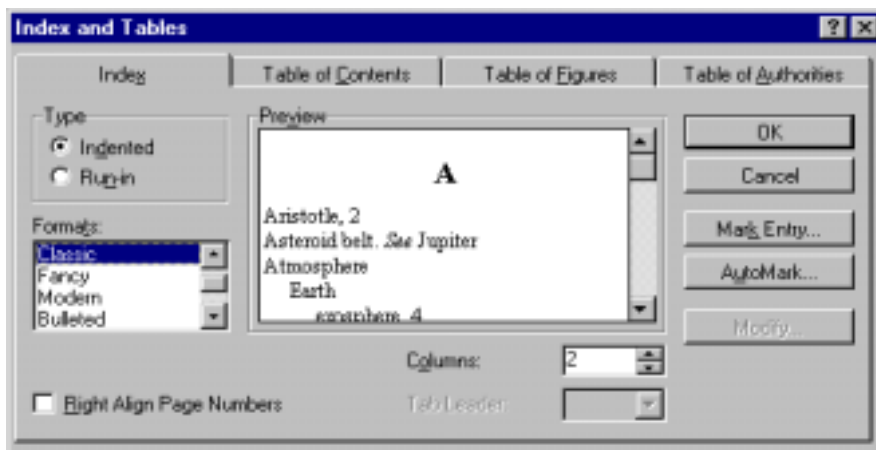 Index and Tables
Index
Table of Contents
Table of Figures
Table of Authorities
Type
Indented
Run-in
Formats:
Classic
Fancy
Modern
Bulleted
Preview
A
Aristotle, 2
Asteroid belt. See Jupiter
Atmosphere
Earth
exosphere, 4
OK
Cancel
Mark Entry...
AutoMark...
Modify...
Columns: 2
Right Align Page Numbers
Tab Leader: